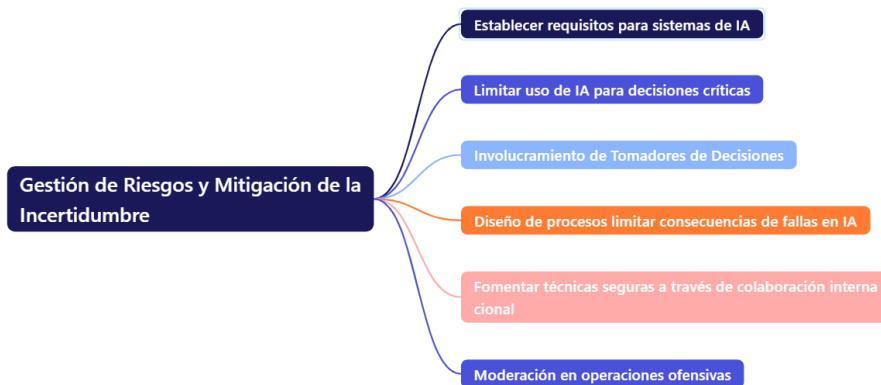 Establecer requisitos para sistemas de IA
Limitar uso de IA para decisiones críticas
Involucramiento de Tomadores de Decisiones
Gestión de Riesgos y Mitigación de la
Incertidumbre
Diseño de procesos limitar consecuencias de fallas en IA
Fomentar técnicas seguras a través de colaboración interna
cional
Moderación en operaciones ofensivas